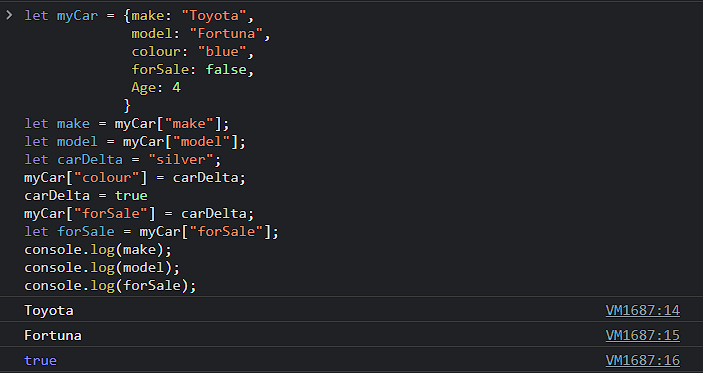 > let myCar = {make: "Toyota",
model: "Fortuna",
colour: "blue",
forSale: false,
Age: 4
}
let make = myCar["make"];
let model = myCar["model"];
let carDelta = "silver";
myCar["colour"] = carDelta;
carDelta = true
myCar["forSale"] = carDelta;
let forSale = myCar["forSale"];
console.log(make);
console.log(model);
console.log(forSale);
Toyota VM1687:14
Fortuna VM1687:15
true VM1687:16